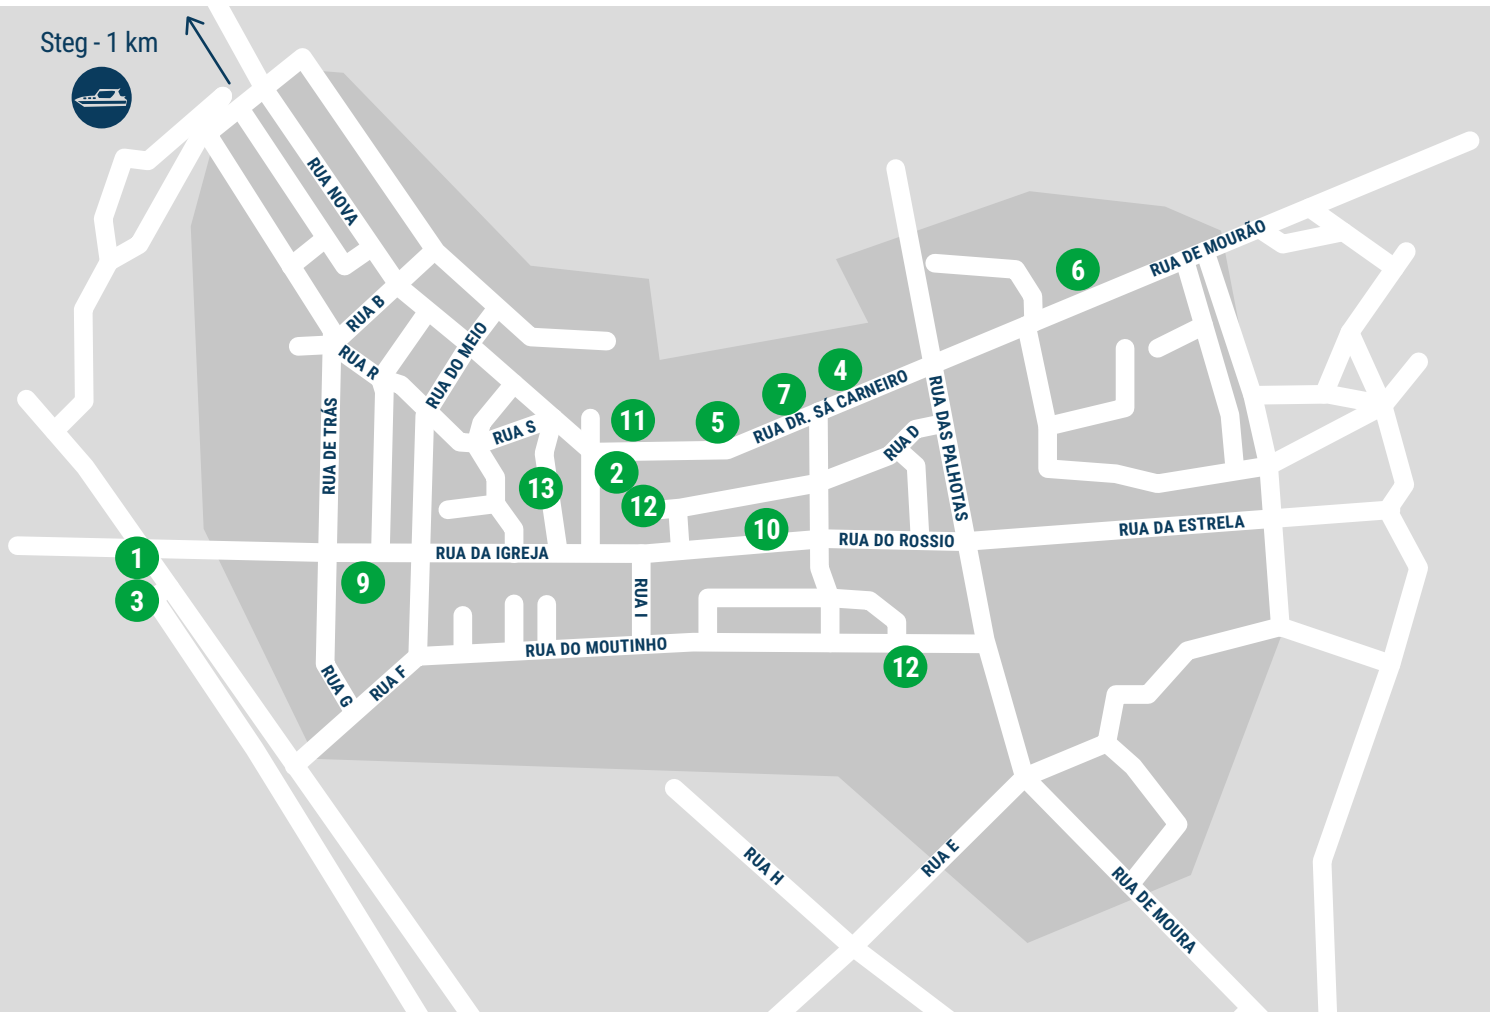 Steg - 1 km
RUA NOVA
RUA DE MOURÃO
6
RUA B
RUA R
RUA DO MEIO
4
7
RUA DR. SÁ CARNEIRO
RUA DE TRÁS
RUA S
11
5
RUA D
RUA DAS PALHOTAS
2
13
12
10
RUA DO ROSSIO
RUA DA ESTRELA
1
RUA DA IGREJA
3
9
RUA I
RUA DO MOUTINHO
12
RUA G
RUA F
RUA H
RUA E
RUA DE MOURA